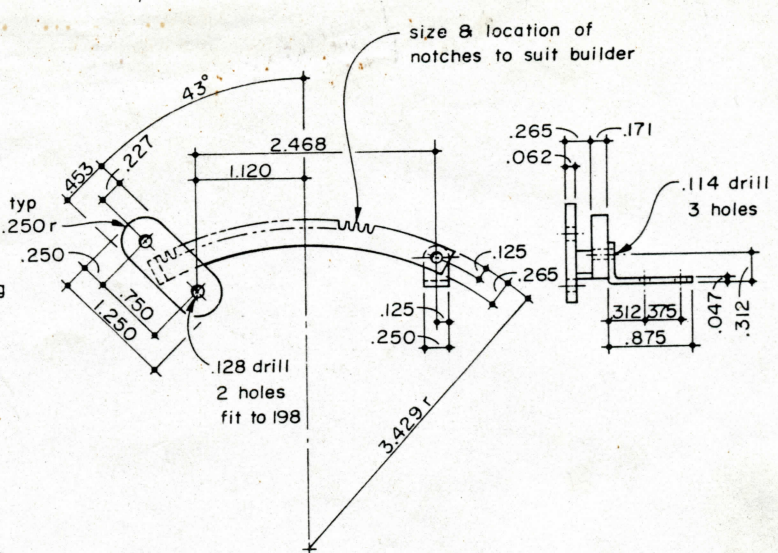 size & location of
notches to suit builder
43°
2.468
1.120
.453
.227
typ
.250 r
.250
.750
1.250
g
.128 drill
2 holes
fit to 198
.125
.265
.125
.250
3.429 r
.265
.171
.062
.114 drill
3 holes
.312
.375
.875
.047
.312